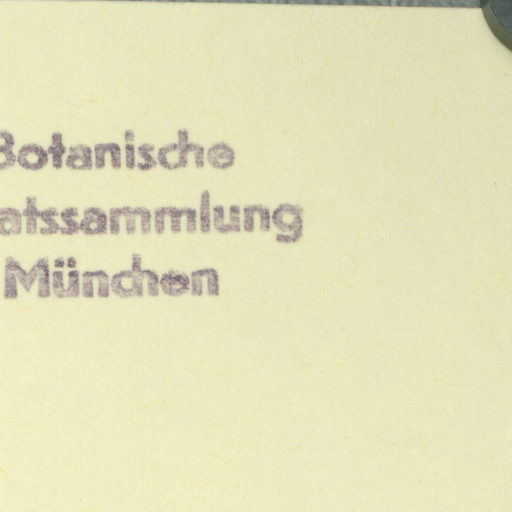 Botanische
atssammlung
München